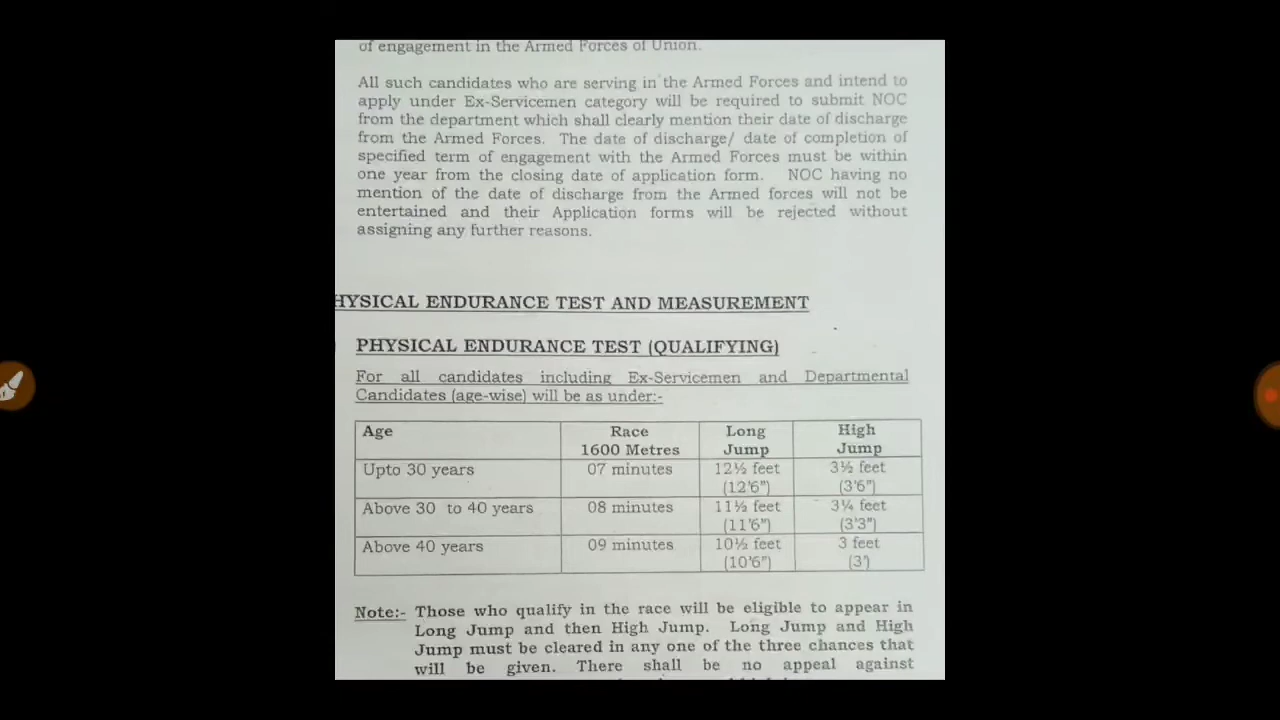 of engagement in the Armed Forces of Union.
All such candidates who are serving in the Armed Forces and intend to
apply under Ex-Servicemen category will be required to submit NOC
from the department which shall clearly mention their date of discharge
from the Armed Forces. The date of discharge/ date of completion of
specified term of engagement with the Armed Forces must be within
one year from the closing date of application form. NOC having no
mention of the date of discharge from the Armed forces will not be
entertained and their Application forms will be rejected without
assigning any further reasons.
HYSICAL ENDURANCE TEST AND MEASUREMENT
PHYSICAL ENDURANCE TEST (QUALIFYING)
For all candidates including Ex-Servicemen and Departmental
Candidates (age-wise) will be as under:-
Age Race 1600 Metres Long Jump High Jump
Upto 30 years 07 minutes 12½ feet (12'6") 3½ feet (3'6")
Above 30 to 40 years 08 minutes 11½ feet (11'6") 3¼ feet (3'3")
Above 40 years 09 minutes 10½ feet (10'6") 3 feet (3')
Note:- Those who qualify in the race will be eligible to appear in
Long Jump and then High Jump. Long Jump and High
Jump must be cleared in any one of the three chances that
will be given. There shall be no appeal against